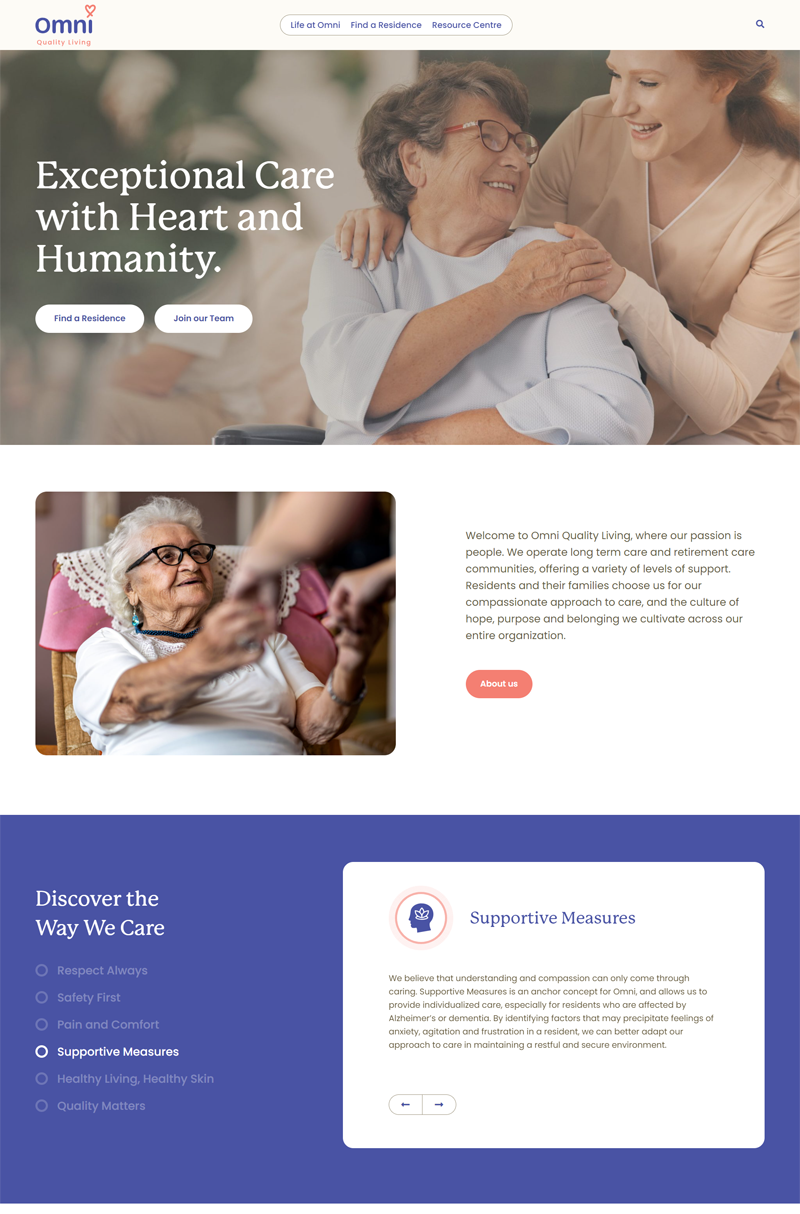 Omni
Quality Living
Life at Omni Find a Residence Resource Centre
Exceptional Care
with Heart and
Humanity.
Find a Residence Join our Team
Welcome to Omni Quality Living, where our passion is
people. We operate long term care and retirement care
communities, offering a variety of levels of support.
Residents and their families choose us for our
compassionate approach to care, and the culture of
hope, purpose and belonging we cultivate across our
entire organization.
About us
Discover the
Way We Care
Respect Always
Safety First
Pain and Comfort
Supportive Measures
Healthy Living, Healthy Skin
Quality Matters
Supportive Measures
We believe that understanding and compassion can only come through
caring. Supportive Measures is an anchor concept for Omni, and allows us to
provide individualized care, especially for residents who are affected by
Alzheimer's or dementia. By identifying factors that may precipitate feelings of
anxiety, agitation and frustration in a resident, we can better adapt our
approach to care in maintaining a restful and secure environment.